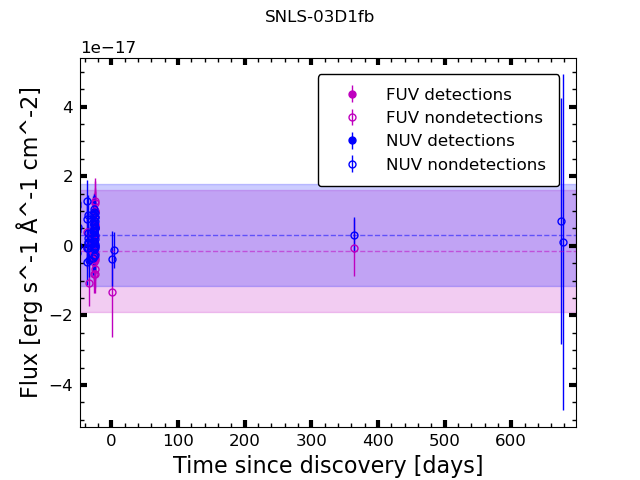 SNLS-03D1fb
1e−17
FUV detections
FUV nondetections
NUV detections
NUV nondetections
4
2
0
−2
−4
Flux [erg s^-1 Å^-1 cm^-2]
0 100 200 300 400 500 600
Time since discovery [days]